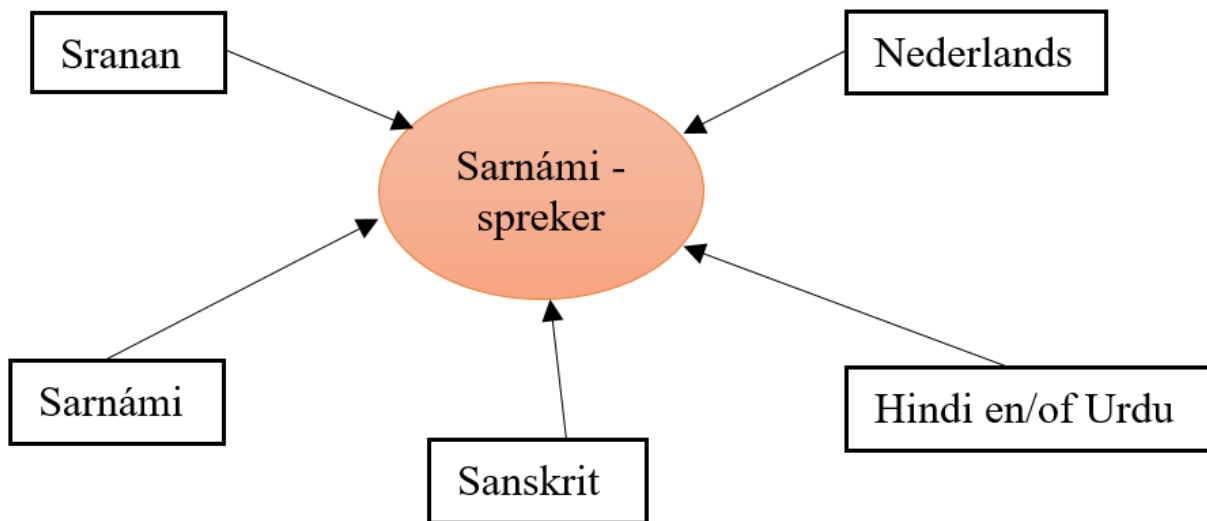 Sranan
Nederlands
Sarnámi -
spreker
Sarnámi
Hindi en/of Urdu
Sanskrit